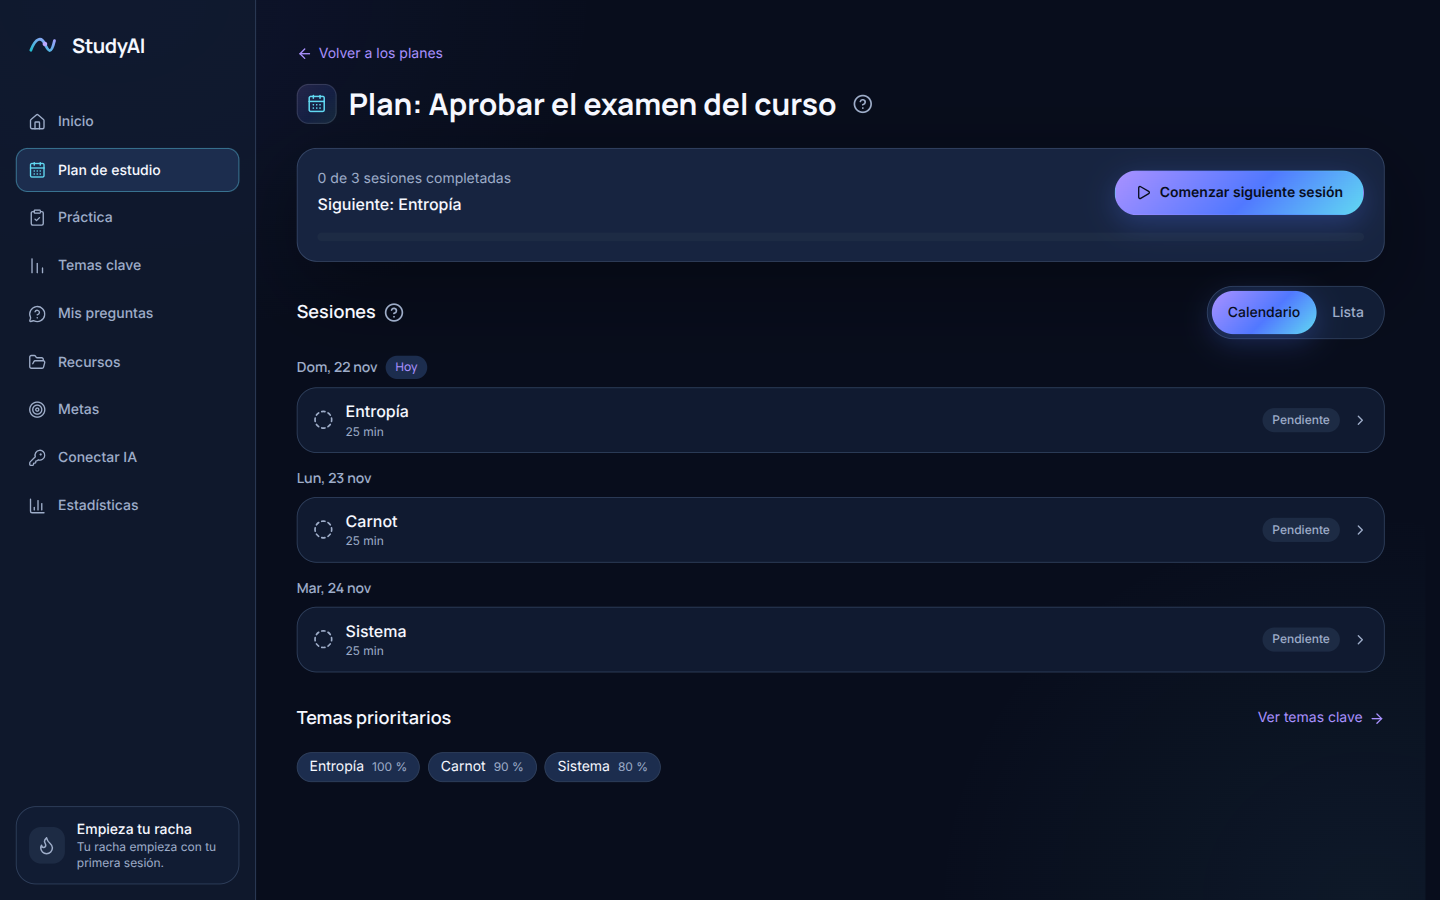 StudyAI
Inicio
Plan de estudio
Práctica
Temas clave
Mis preguntas
Recursos
Metas
Conectar IA
Estadísticas
Empieza tu racha
Tu racha empieza con tu
primera sesión.
Volver a los planes
Plan: Aprobar el examen del curso
0 de 3 sesiones completadas
Siguiente: Entropía
Comenzar siguiente sesión
Sesiones
Calendario Lista
Dom, 22 nov Hoy
Entropía
25 min
Pendiente
Lun, 23 nov
Carnot
25 min
Pendiente
Mar, 24 nov
Sistema
25 min
Pendiente
Temas prioritarios
Ver temas clave
Entropía 100 % Carnot 90 % Sistema 80 %